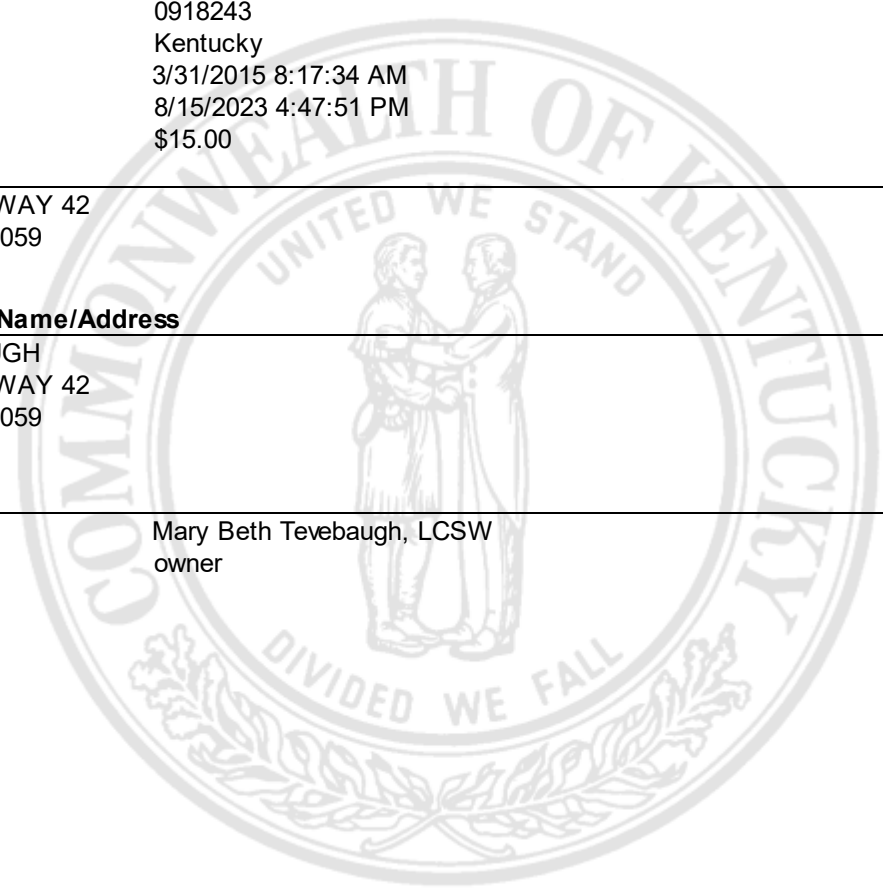 0918243
Kentucky
3/31/2015 8:17:34 AM
8/15/2023 4:47:51 PM
$15.00
WAY 42
059
Name/Address
UGH
WAY 42
059
Mary Beth Tevebaugh, LCSW
owner
COMMONWEALTH OF KENTUCKY
UNITED WE STAND
DIVIDED WE FALL